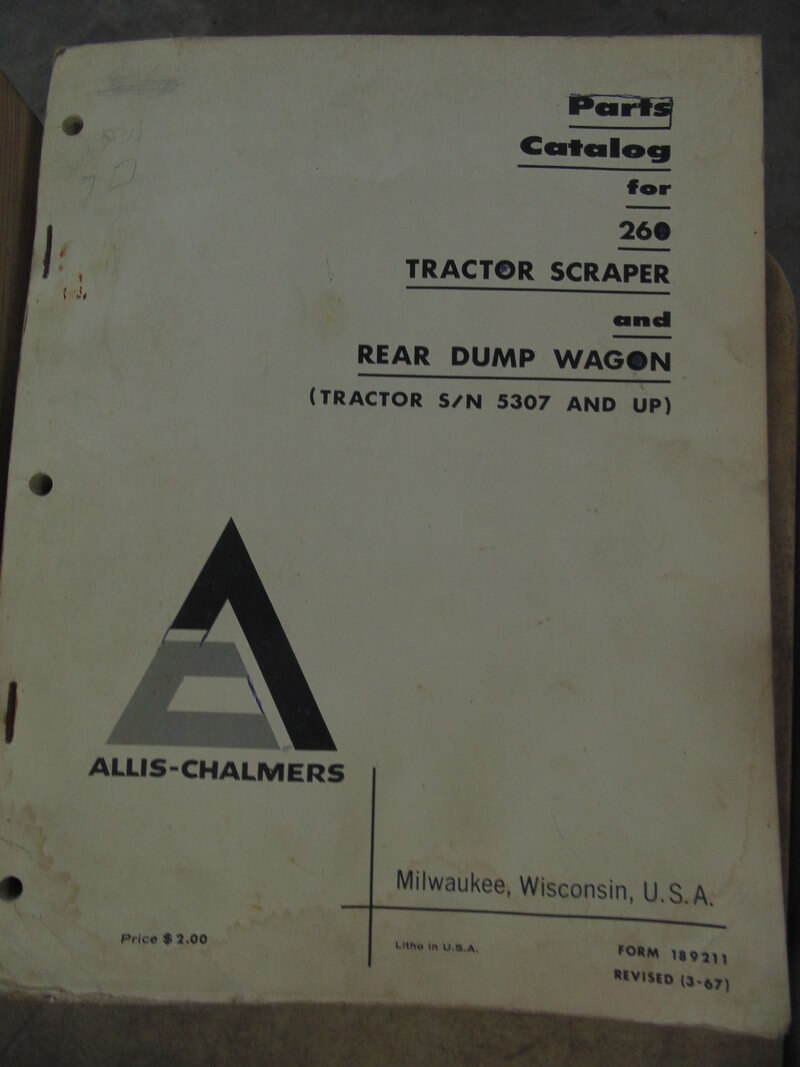 Parts
Catalog
for
260
TRACTOR SCRAPER
and
REAR DUMP WAGON
(TRACTOR S/N 5307 AND UP)
ALLIS-CHALMERS
Milwaukee, Wisconsin, U.S.A.
Price $2.00
Litho in U.S.A.
FORM 189211
REVISED (3-67)